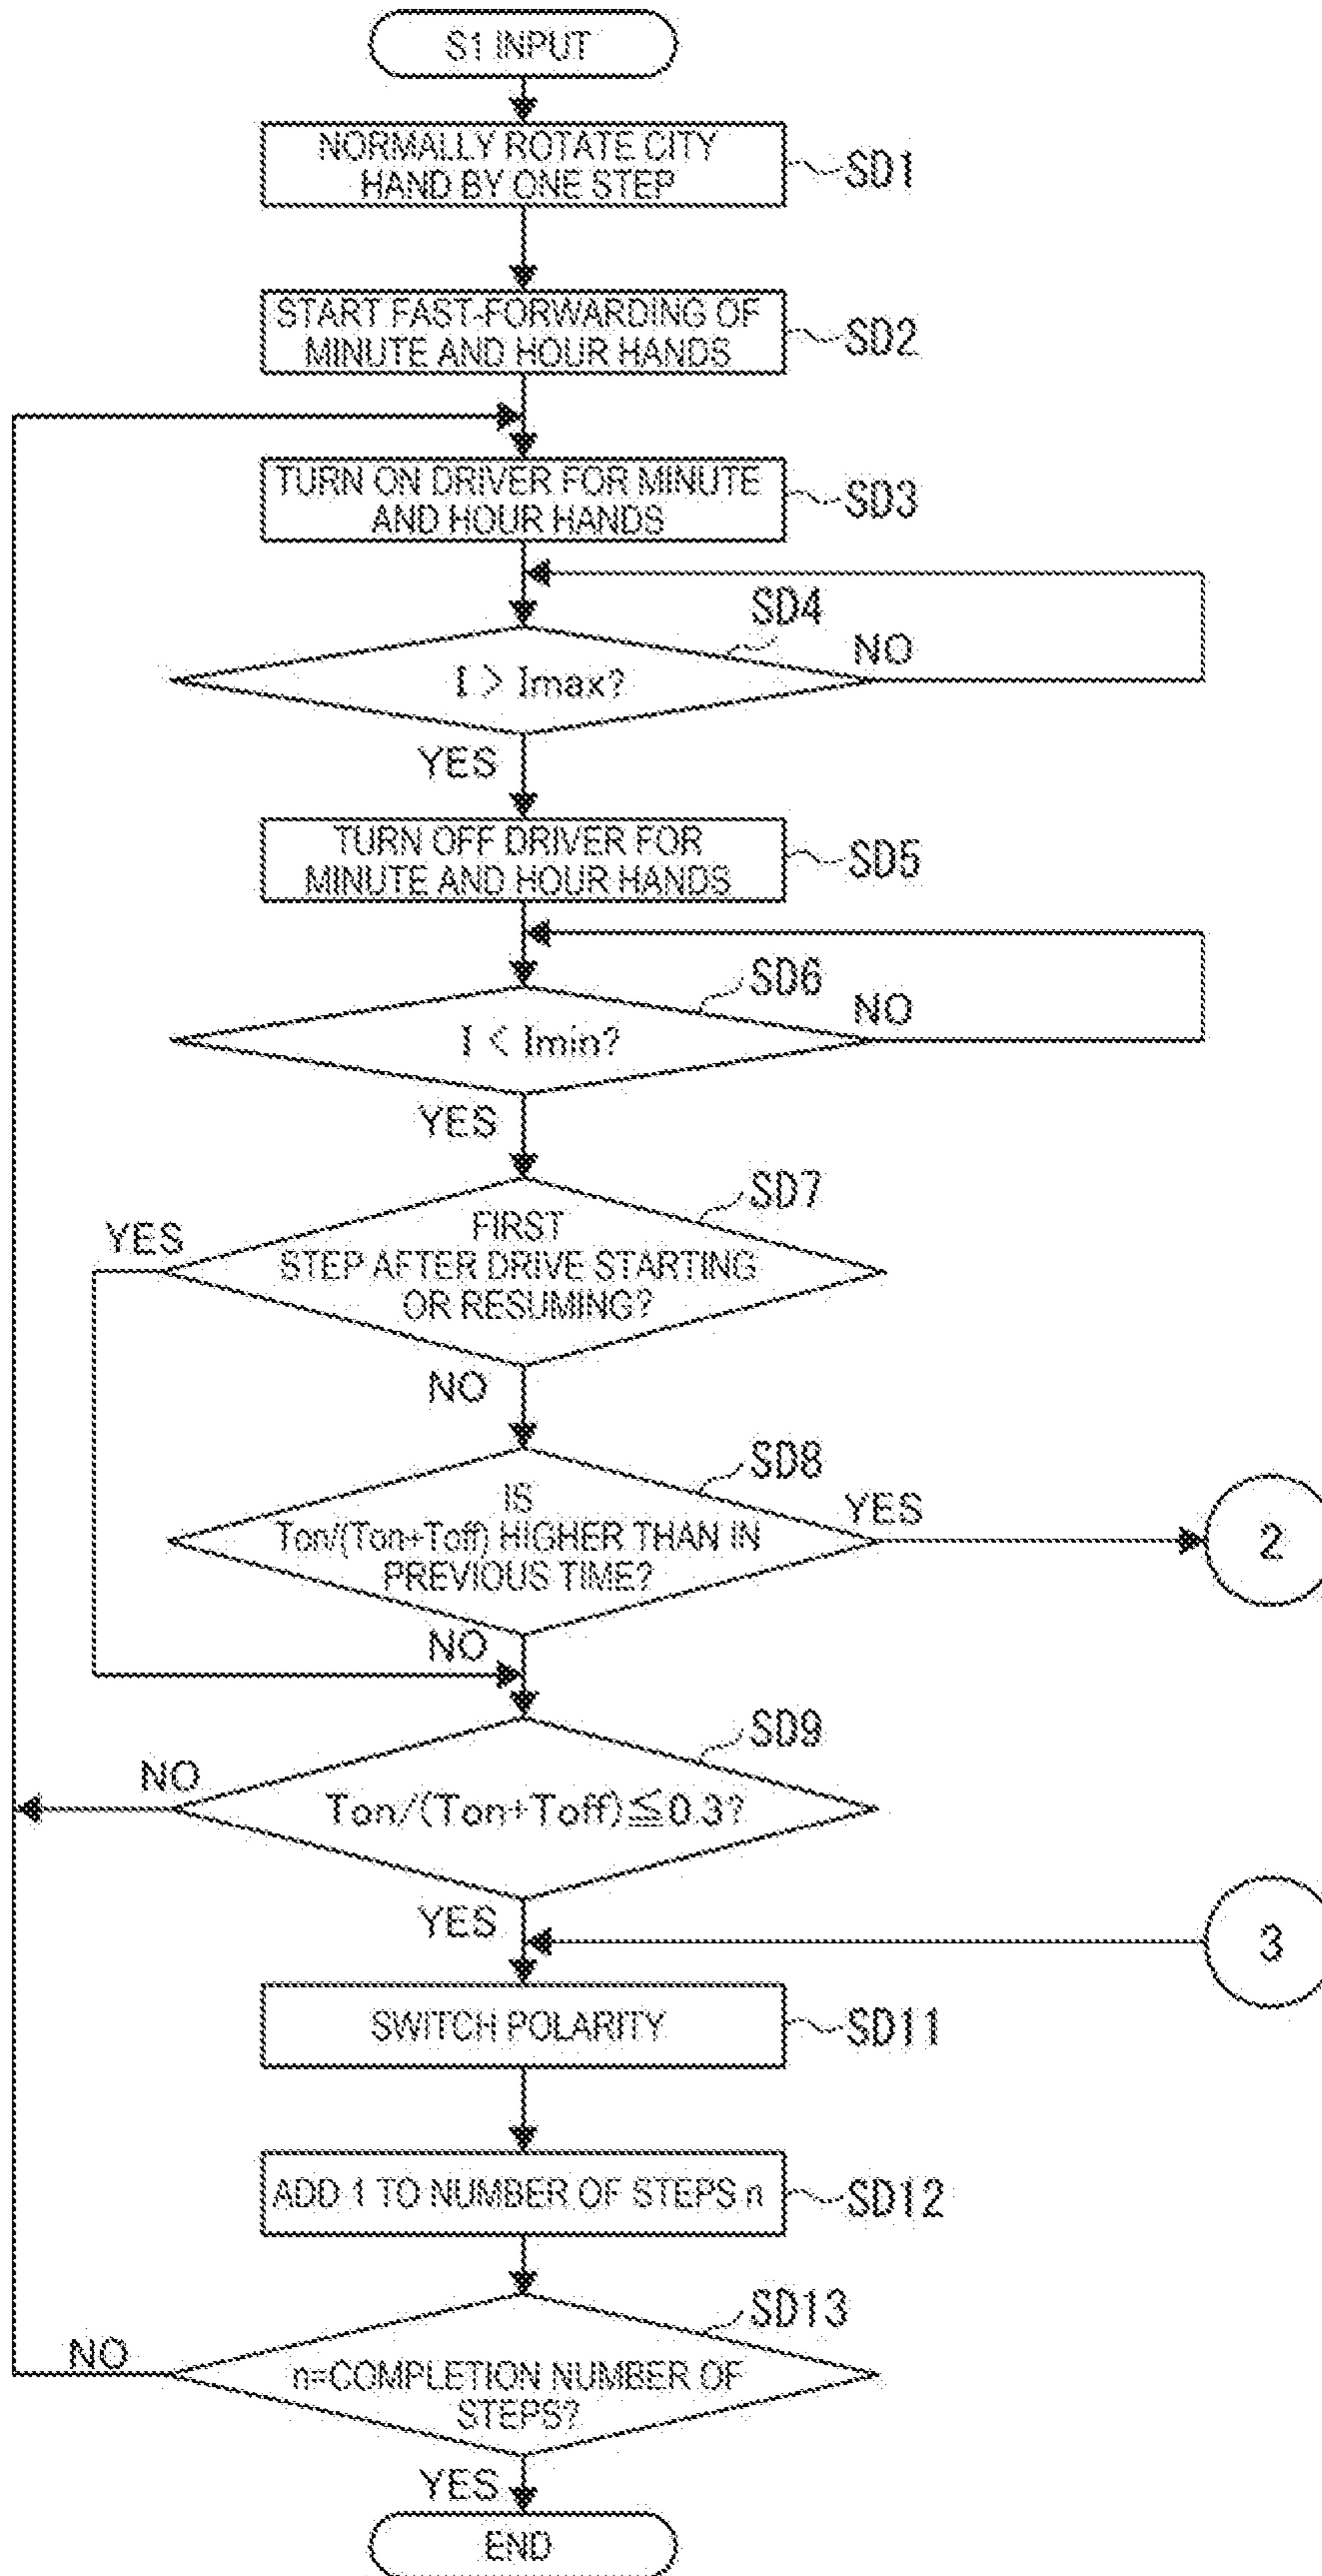 S1 INPUT
NORMALLY ROTATE CITY
HAND BY ONE STEP
SD1
START FAST-FORWARDING OF
MINUTE AND HOUR HANDS
SD2
TURN ON DRIVER FOR MINUTE
AND HOUR HANDS
SD3
SD4
I > Imax?
NO
YES
TURN OFF DRIVER FOR
MINUTE AND HOUR HANDS
SD5
SD6
I < Imin?
NO
YES
SD7
YES
FIRST
STEP AFTER DRIVE STARTING
OR RESUMING?
NO
SD8
IS
Ton/(Ton+Toff) HIGHER THAN IN
PREVIOUS TIME?
YES
2
NO
SD9
NO
Ton/(Ton+Toff)≦0.3?
YES
3
SWITCH POLARITY
SD11
ADD 1 TO NUMBER OF STEPS n
SD12
SD13
NO
n=COMPLETION NUMBER OF
STEPS?
YES
END